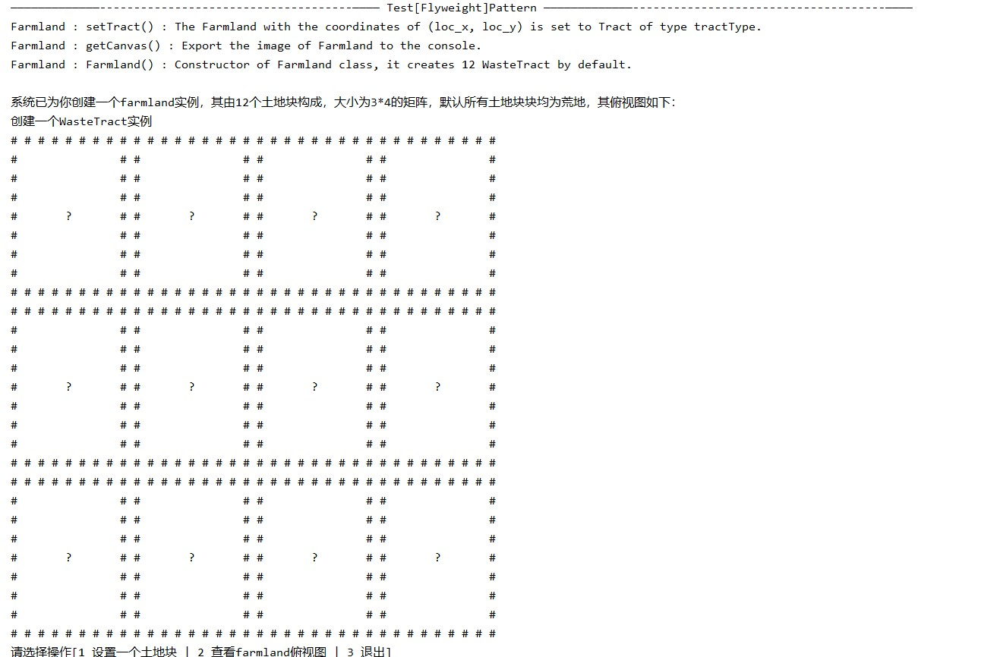 ———————------------------------------------——— Test[Flyweight]Pattern ———————------------------------------------———
Farmland : setTract() : The Farmland with the coordinates of (loc_x, loc_y) is set to Tract of type tractType.
Farmland : getCanvas() : Export the image of Farmland to the console.
Farmland : Farmland() : Constructor of Farmland class, it creates 12 WasteTract by default.
系统已为你创建一个farmland实例，其由12个土地块构成，大小为3*4的矩阵，默认所有土地块块均为荒地，其俯视图如下：
创建一个WasteTract实例
# # # # # # # # # # # # # # # # # # # # # # # # # # # # # # # # # # # #
#               # #               # #               # #               #
#               # #               # #               # #               #
#               # #               # #               # #               #
#       ?       # #       ?       # #       ?       # #       ?       #
#               # #               # #               # #               #
#               # #               # #               # #               #
#               # #               # #               # #               #
# # # # # # # # # # # # # # # # # # # # # # # # # # # # # # # # # # # #
# # # # # # # # # # # # # # # # # # # # # # # # # # # # # # # # # # # #
#               # #               # #               # #               #
#               # #               # #               # #               #
#               # #               # #               # #               #
#       ?       # #       ?       # #       ?       # #       ?       #
#               # #               # #               # #               #
#               # #               # #               # #               #
#               # #               # #               # #               #
# # # # # # # # # # # # # # # # # # # # # # # # # # # # # # # # # # # #
# # # # # # # # # # # # # # # # # # # # # # # # # # # # # # # # # # # #
#               # #               # #               # #               #
#               # #               # #               # #               #
#               # #               # #               # #               #
#       ?       # #       ?       # #       ?       # #       ?       #
#               # #               # #               # #               #
#               # #               # #               # #               #
#               # #               # #               # #               #
# # # # # # # # # # # # # # # # # # # # # # # # # # # # # # # # # # # #
请选择操作[1 设置一个土地块 | 2 查看farmland俯视图 | 3 退出]